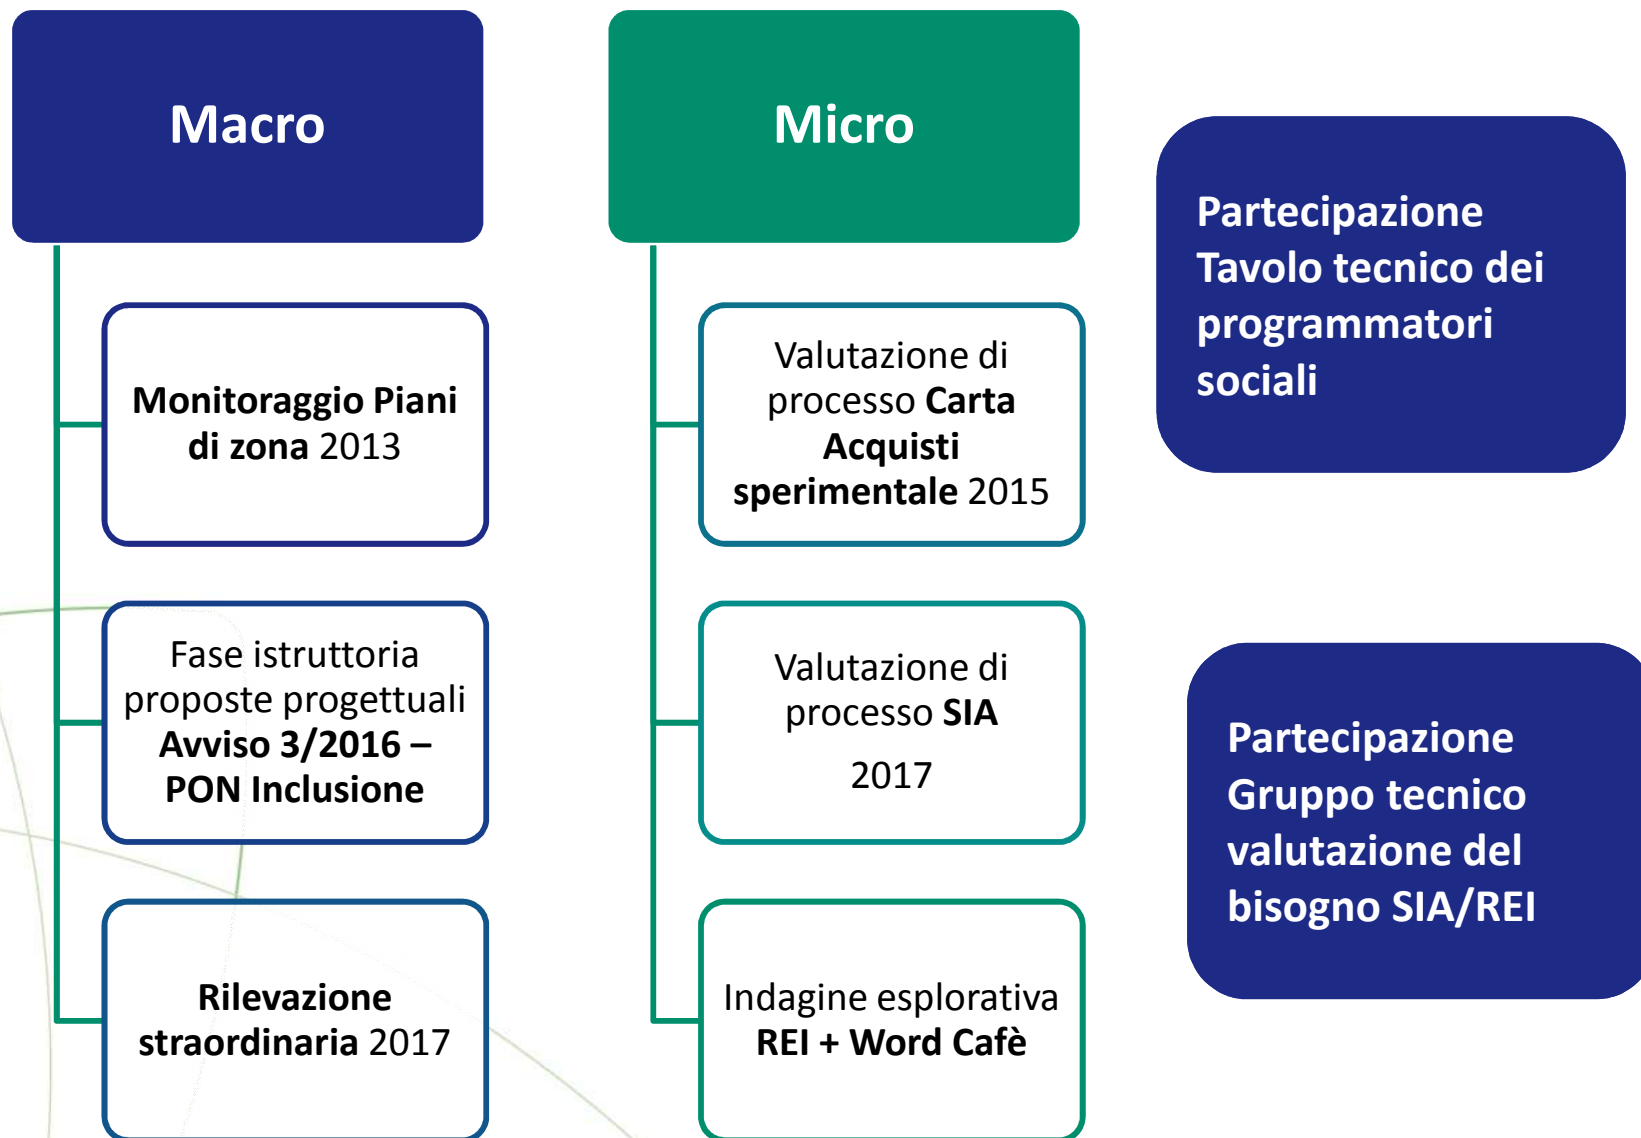 Macro
Monitoraggio Piani
di zona 2013
Fase istruttoria
proposte progettuali
Avviso 3/2016 –
PON Inclusione
Rilevazione
straordinaria 2017
Micro
Valutazione di
processo Carta
Acquisti
sperimentale 2015
Valutazione di
processo SIA
2017
Indagine esplorativa
REI + Word Cafè
Partecipazione
Tavolo tecnico dei
programmatori
sociali
Partecipazione
Gruppo tecnico
valutazione del
bisogno SIA/REI